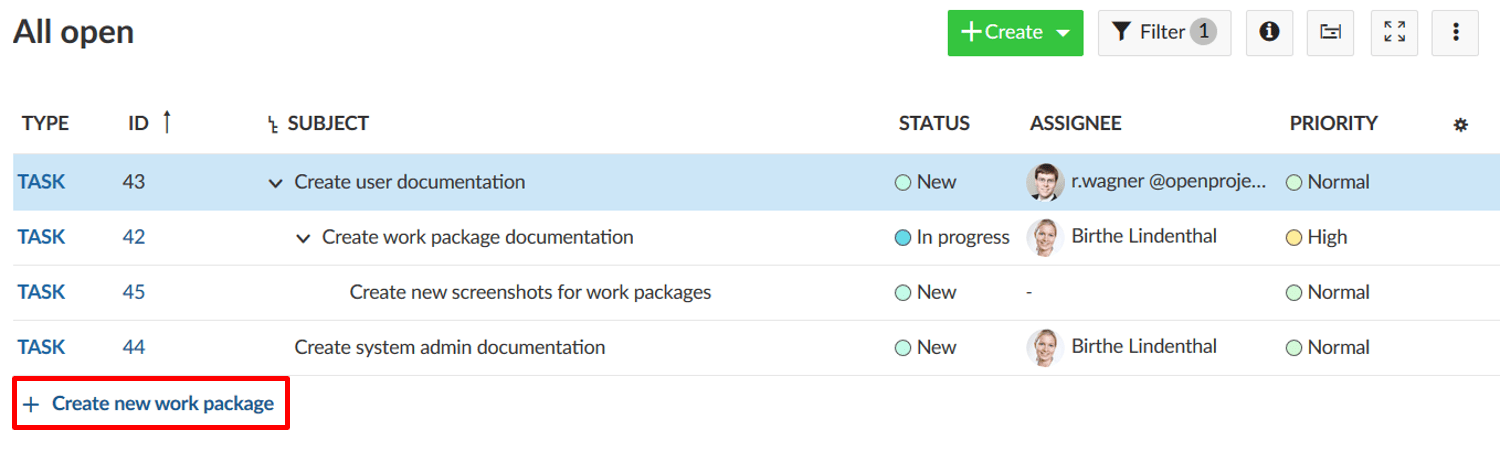 All open
Create Filter 1
TYPE ID SUBJECT STATUS ASSIGNEE PRIORITY
TASK 43 Create user documentation New r.wagner @openproje... Normal
TASK 42 Create work package documentation In progress Birthe Lindenthal High
TASK 45 Create new screenshots for work packages New - Normal
TASK 44 Create system admin documentation New Birthe Lindenthal Normal
+ Create new work package